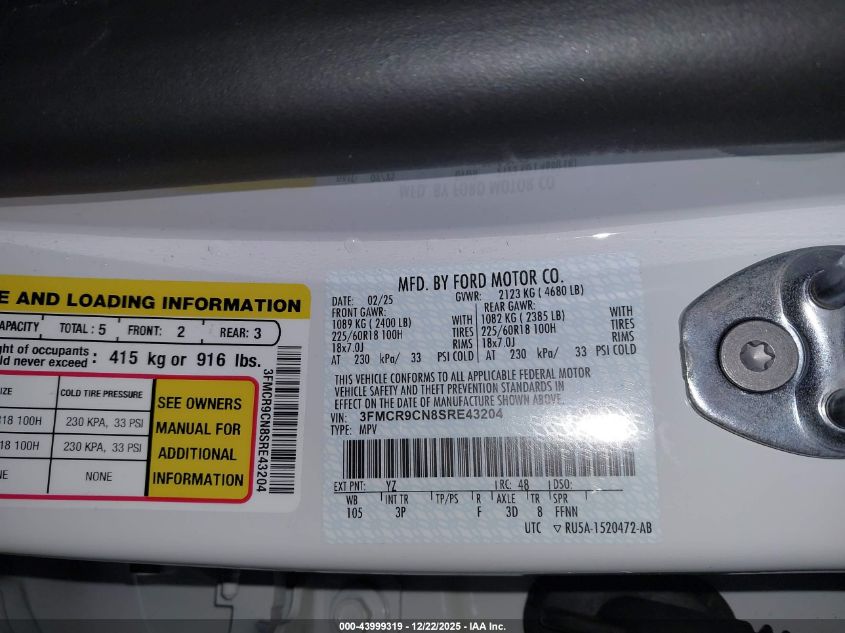 E AND LOADING INFORMATION
APACITY TOTAL : 5 FRONT: 2 REAR: 3
ght of occupants
ld never exceed : 415 kg or 916 lbs.
IZE COLD TIRE PRESSURE
R18 100H 230 KPA, 33 PSI
18 100H 230 KPA, 33 PSI
NE NONE
SEE OWNERS
MANUAL FOR
ADDITIONAL
INFORMATION
3FMCR9CN8SRE43204
MFD. BY FORD MOTOR CO.
DATE: 02/25 GVWR: 2123 KG ( 4680 LB)
FRONT GAWR: REAR GAWR:
1089 KG ( 2400 LB) WITH 1082 KG ( 2385 LB) WITH
225/60R18 100H TIRES 225/60R18 100H TIRES
18x7.0J RIMS 18x7.0J RIMS
AT 230 kPa/ 33 PSI COLD AT 230 kPa/ 33 PSI COLD
THIS VEHICLE CONFORMS TO ALL APPLICABLE FEDERAL MOTOR
VEHICLE SAFETY AND THEFT PREVENTION STANDARDS IN
EFFECT ON THE DATE OF MANUFACTURE SHOWN ABOVE.
VIN: 3FMCR9CN8SRE43204
TYPE: MPV
EXT PNT: YZ RC: 48 DSO:
WB INT TR TP/PS R AXLE TR SPR
105 3P F 3D 8 FFNN
UTC ▽ RU5A-1520472-AB
000-43999319 • 12/22/2025 • IAA Inc.